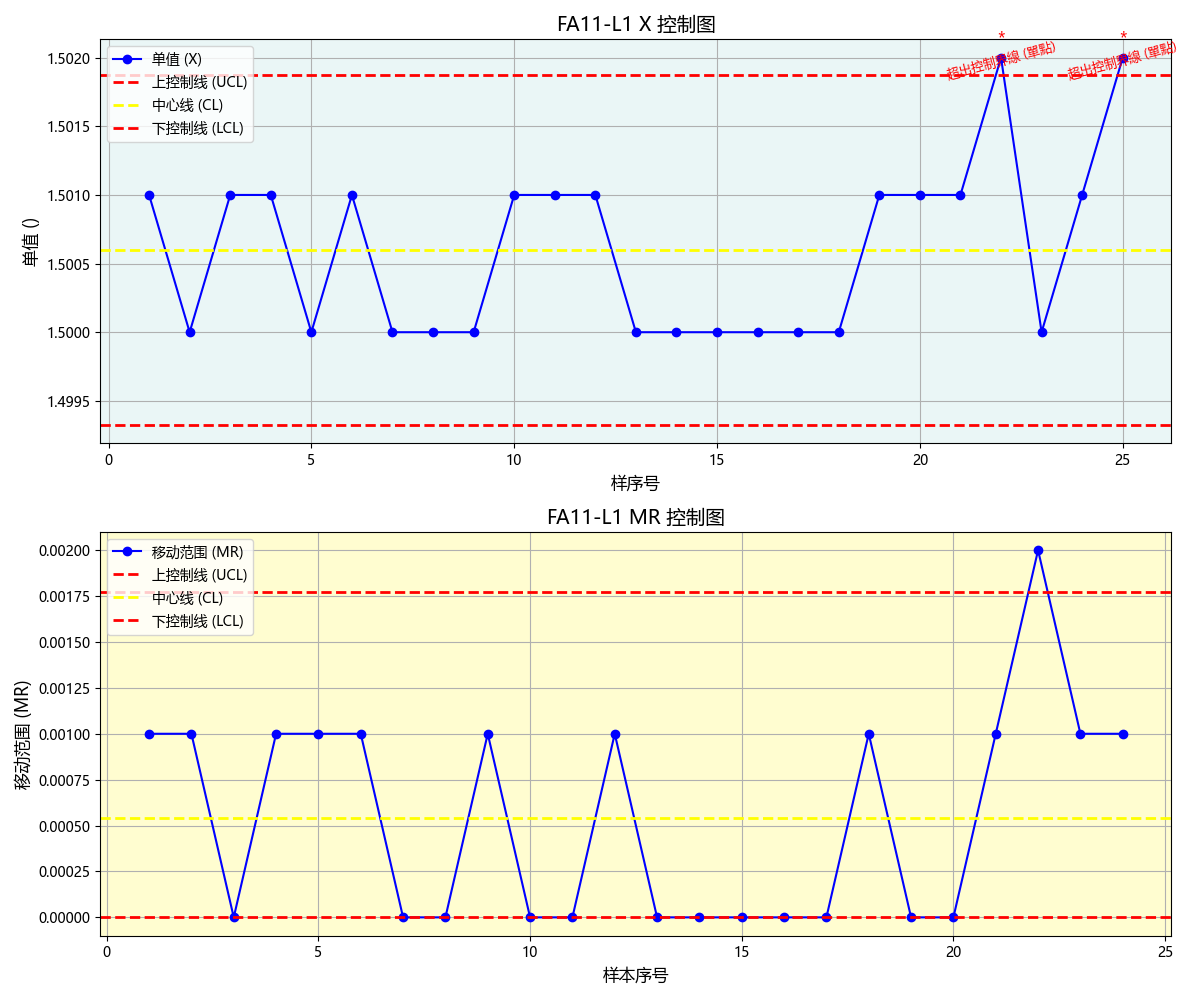 FA11-L1 X 控制图
单值 (X)
上控制线 (UCL)
中心线 (CL)
下控制线 (LCL)
*
*
超出控制界線 (單點)
超出控制界線 (單點)
单值 ()
1.5020
1.5015
1.5010
1.5005
1.5000
1.4995
0 5 10 15 20 25
样序号
FA11-L1 MR 控制图
移动范围 (MR)
上控制线 (UCL)
中心线 (CL)
下控制线 (LCL)
移动范围 (MR)
0.00200
0.00175
0.00150
0.00125
0.00100
0.00075
0.00050
0.00025
0.00000
0 5 10 15 20 25
样本序号